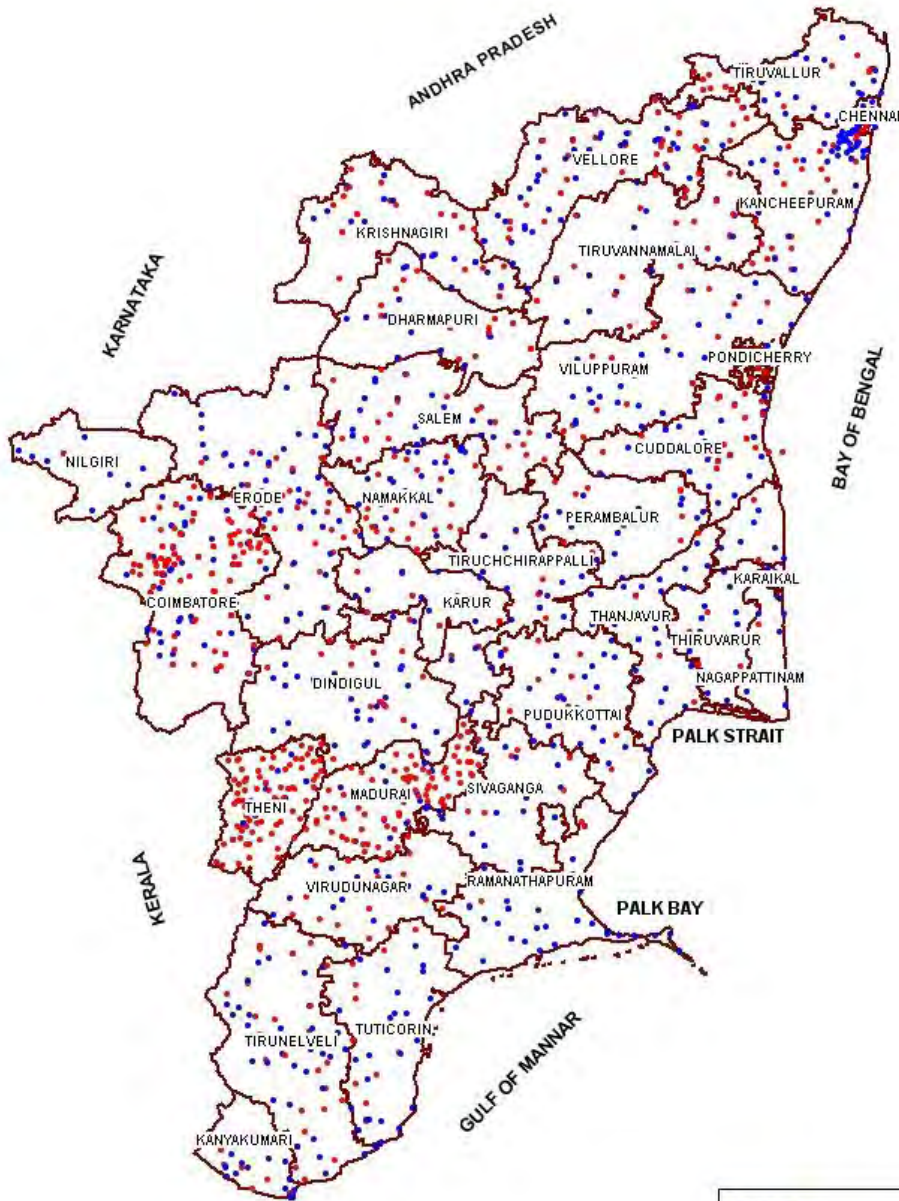 ANDHRA PRADESH
TIRUVALLUR
CHENNAI
VELLORE
KANCHEEPURAM
KRISHNAGIRI
TIRUVANNAMALAI
KARNATAKA
DHARMAPURI
VILUPPURAM
PONDICHERRY
SALEM
CUDDALORE
BAY OF BENGAL
NILGIRI
ERODE
NAMAKKAL
PERAMBALUR
TIRUCHCHIRAPPALLI
KARAIKAL
COIMBATORE
KARUR
THANJAVUR
THIRUVARUR
NAGAPPATTINAM
DINDIGUL
PUDUKKOTTAI
PALK STRAIT
THENI
MADURAI
SIVAGANGA
KERALA
VIRUDUNAGAR
RAMANATHAPURAM
PALK BAY
TIRUNELVELI
TUTICORIN
GULF OF MANNAR
KANYAKUMARI